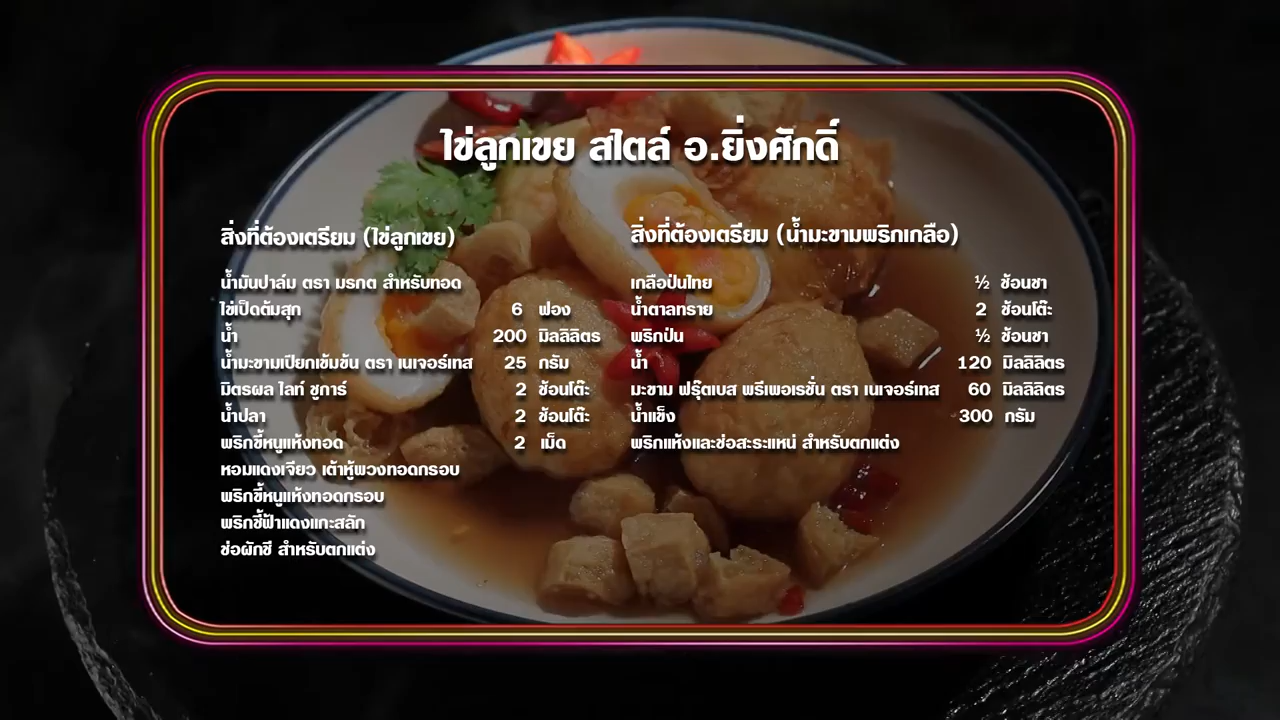 ไข่ลูกเขย สไตล์ อ.ยิ่งศักดิ์
สิ่งที่ต้องเตรียม (ไข่ลูกเขย)
น้ำมันปาล์ม ตรา มรกต สำหรับทอด
ไข่เป็ดต้มสุก 6 ฟอง
น้ำ 200 มิลลิลิตร
น้ำมะขามเปียกเข้มข้น ตรา เนเจอร์เทส 25 กรัม
มิตรผล ไลท์ ชูการ์ 2 ช้อนโต๊ะ
น้ำปลา 2 ช้อนโต๊ะ
พริกขี้หนูแห้งทอด 2 เม็ด
หอมแดงเจียว เต้าหู้พวงทอดกรอบ
พริกขี้หนูแห้งทอดกรอบ
พริกชี้ฟ้าแดงแกะสลัก
ช่อผักชี สำหรับตกแต่ง
สิ่งที่ต้องเตรียม (น้ำมะขามพริกเกลือ)
เกลือป่นไทย ½ ช้อนชา
น้ำตาลทราย 2 ช้อนโต๊ะ
พริกป่น ½ ช้อนชา
น้ำ 120 มิลลิลิตร
มะขาม ฟรุ๊ตเบส พรีเพอเรชั่น ตรา เนเจอร์เทส 60 มิลลิลิตร
น้ำแข็ง 300 กรัม
พริกแห้งและช่อสะระแหน่ สำหรับตกแต่ง